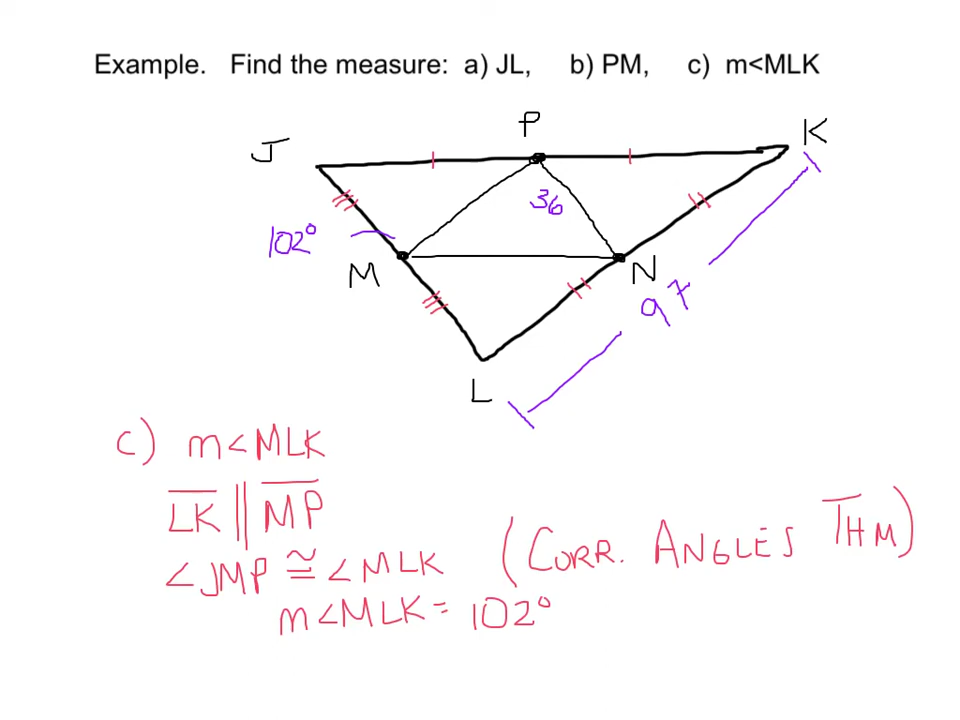 Example. Find the measure: a) JL, b) PM, c) m<MLK
P
K
J
36
102°
M
N
97
L
c) m<MLK
LK || MP
<JMP ≅ <MLK (CORR. ANGLES THM)
m<MLK = 102°